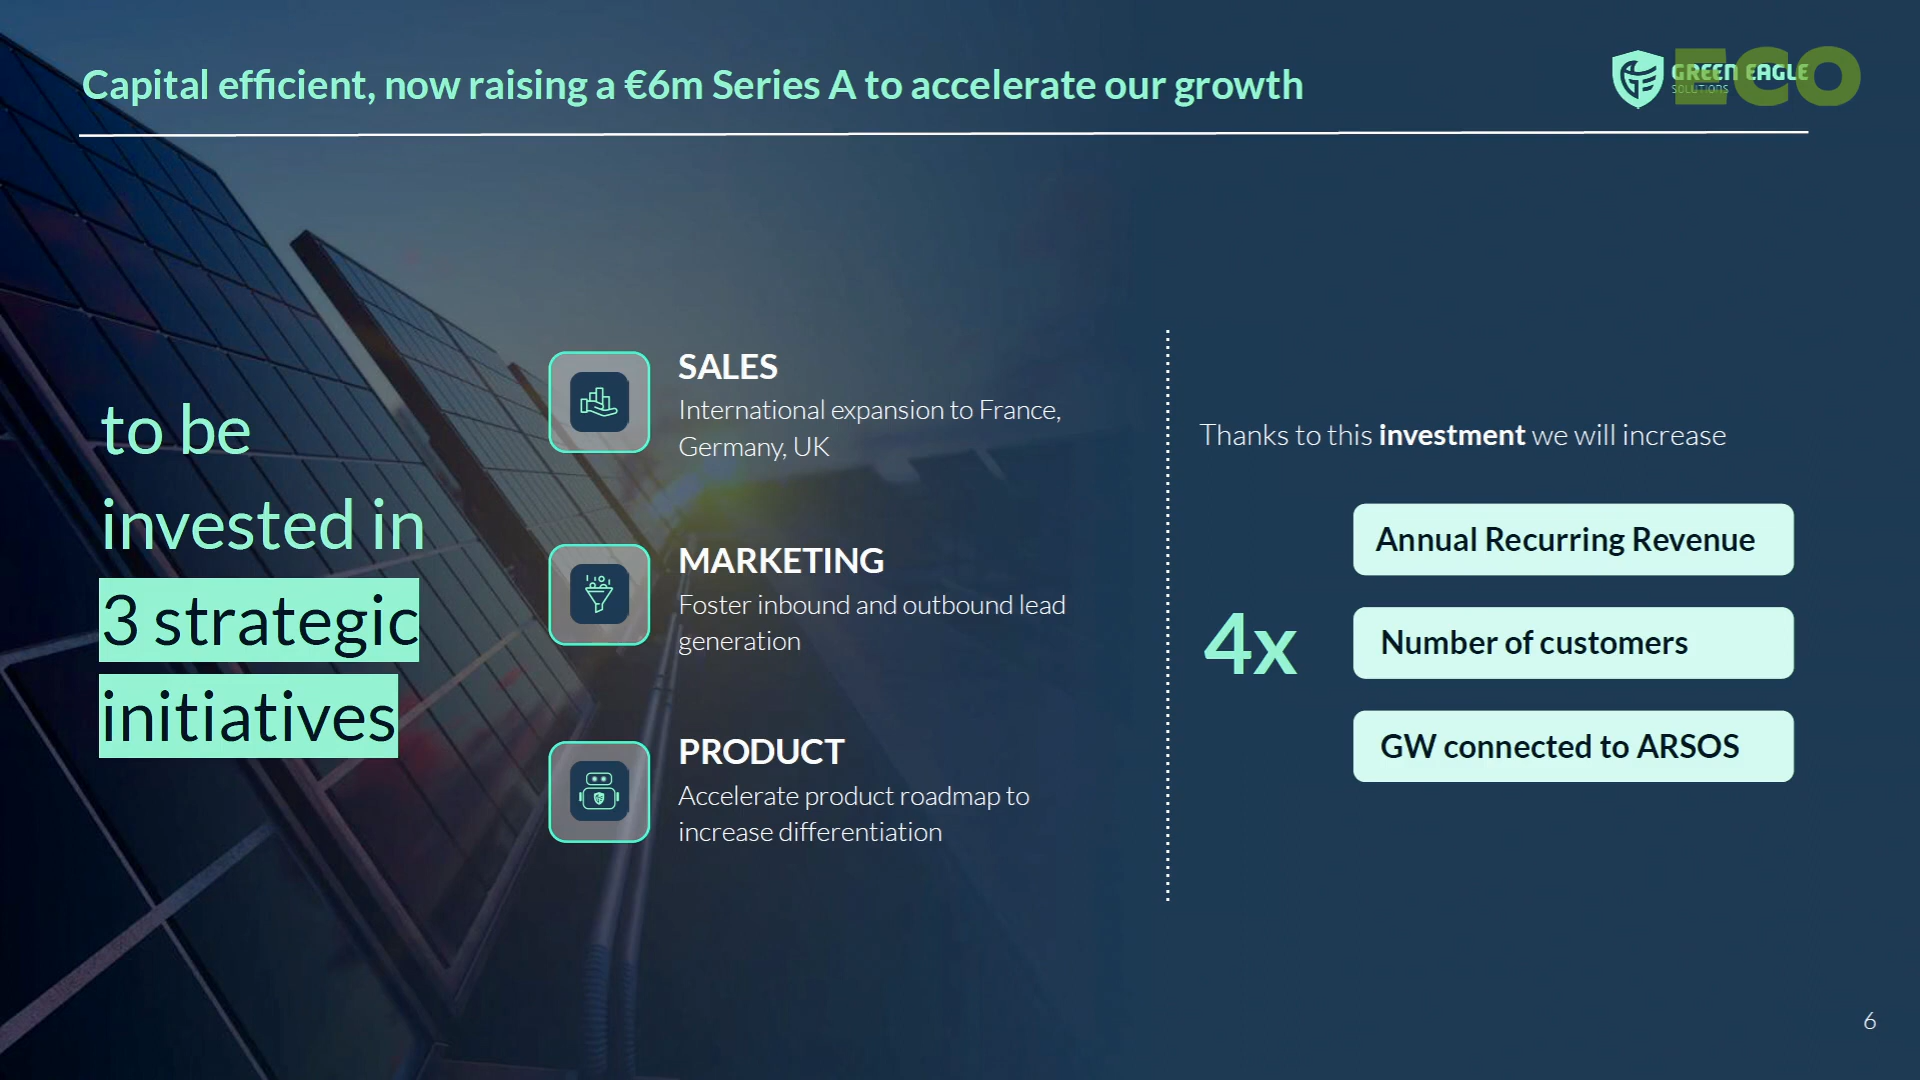 Capital efficient, now raising a €6m Series A to accelerate our growth
GREEN EAGLE
SOLUTIONS
ECO
to be
invested in
3 strategic
initiatives
SALES
International expansion to France,
Germany, UK
MARKETING
Foster inbound and outbound lead
generation
PRODUCT
Accelerate product roadmap to
increase differentiation
Thanks to this investment we will increase
4x
Annual Recurring Revenue
Number of customers
GW connected to ARSOS
6